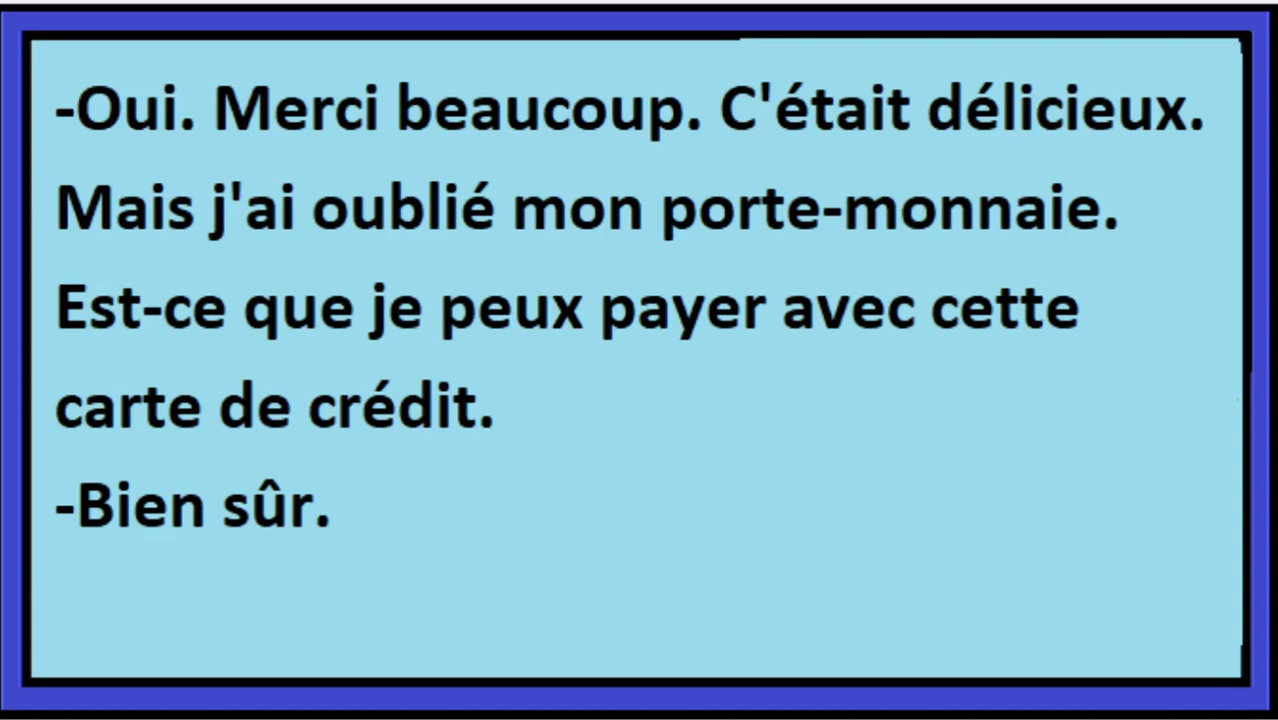 -Oui. Merci beaucoup. C'était délicieux.
Mais j'ai oublié mon porte-monnaie.
Est-ce que je peux payer avec cette
carte de crédit.
-Bien sûr.